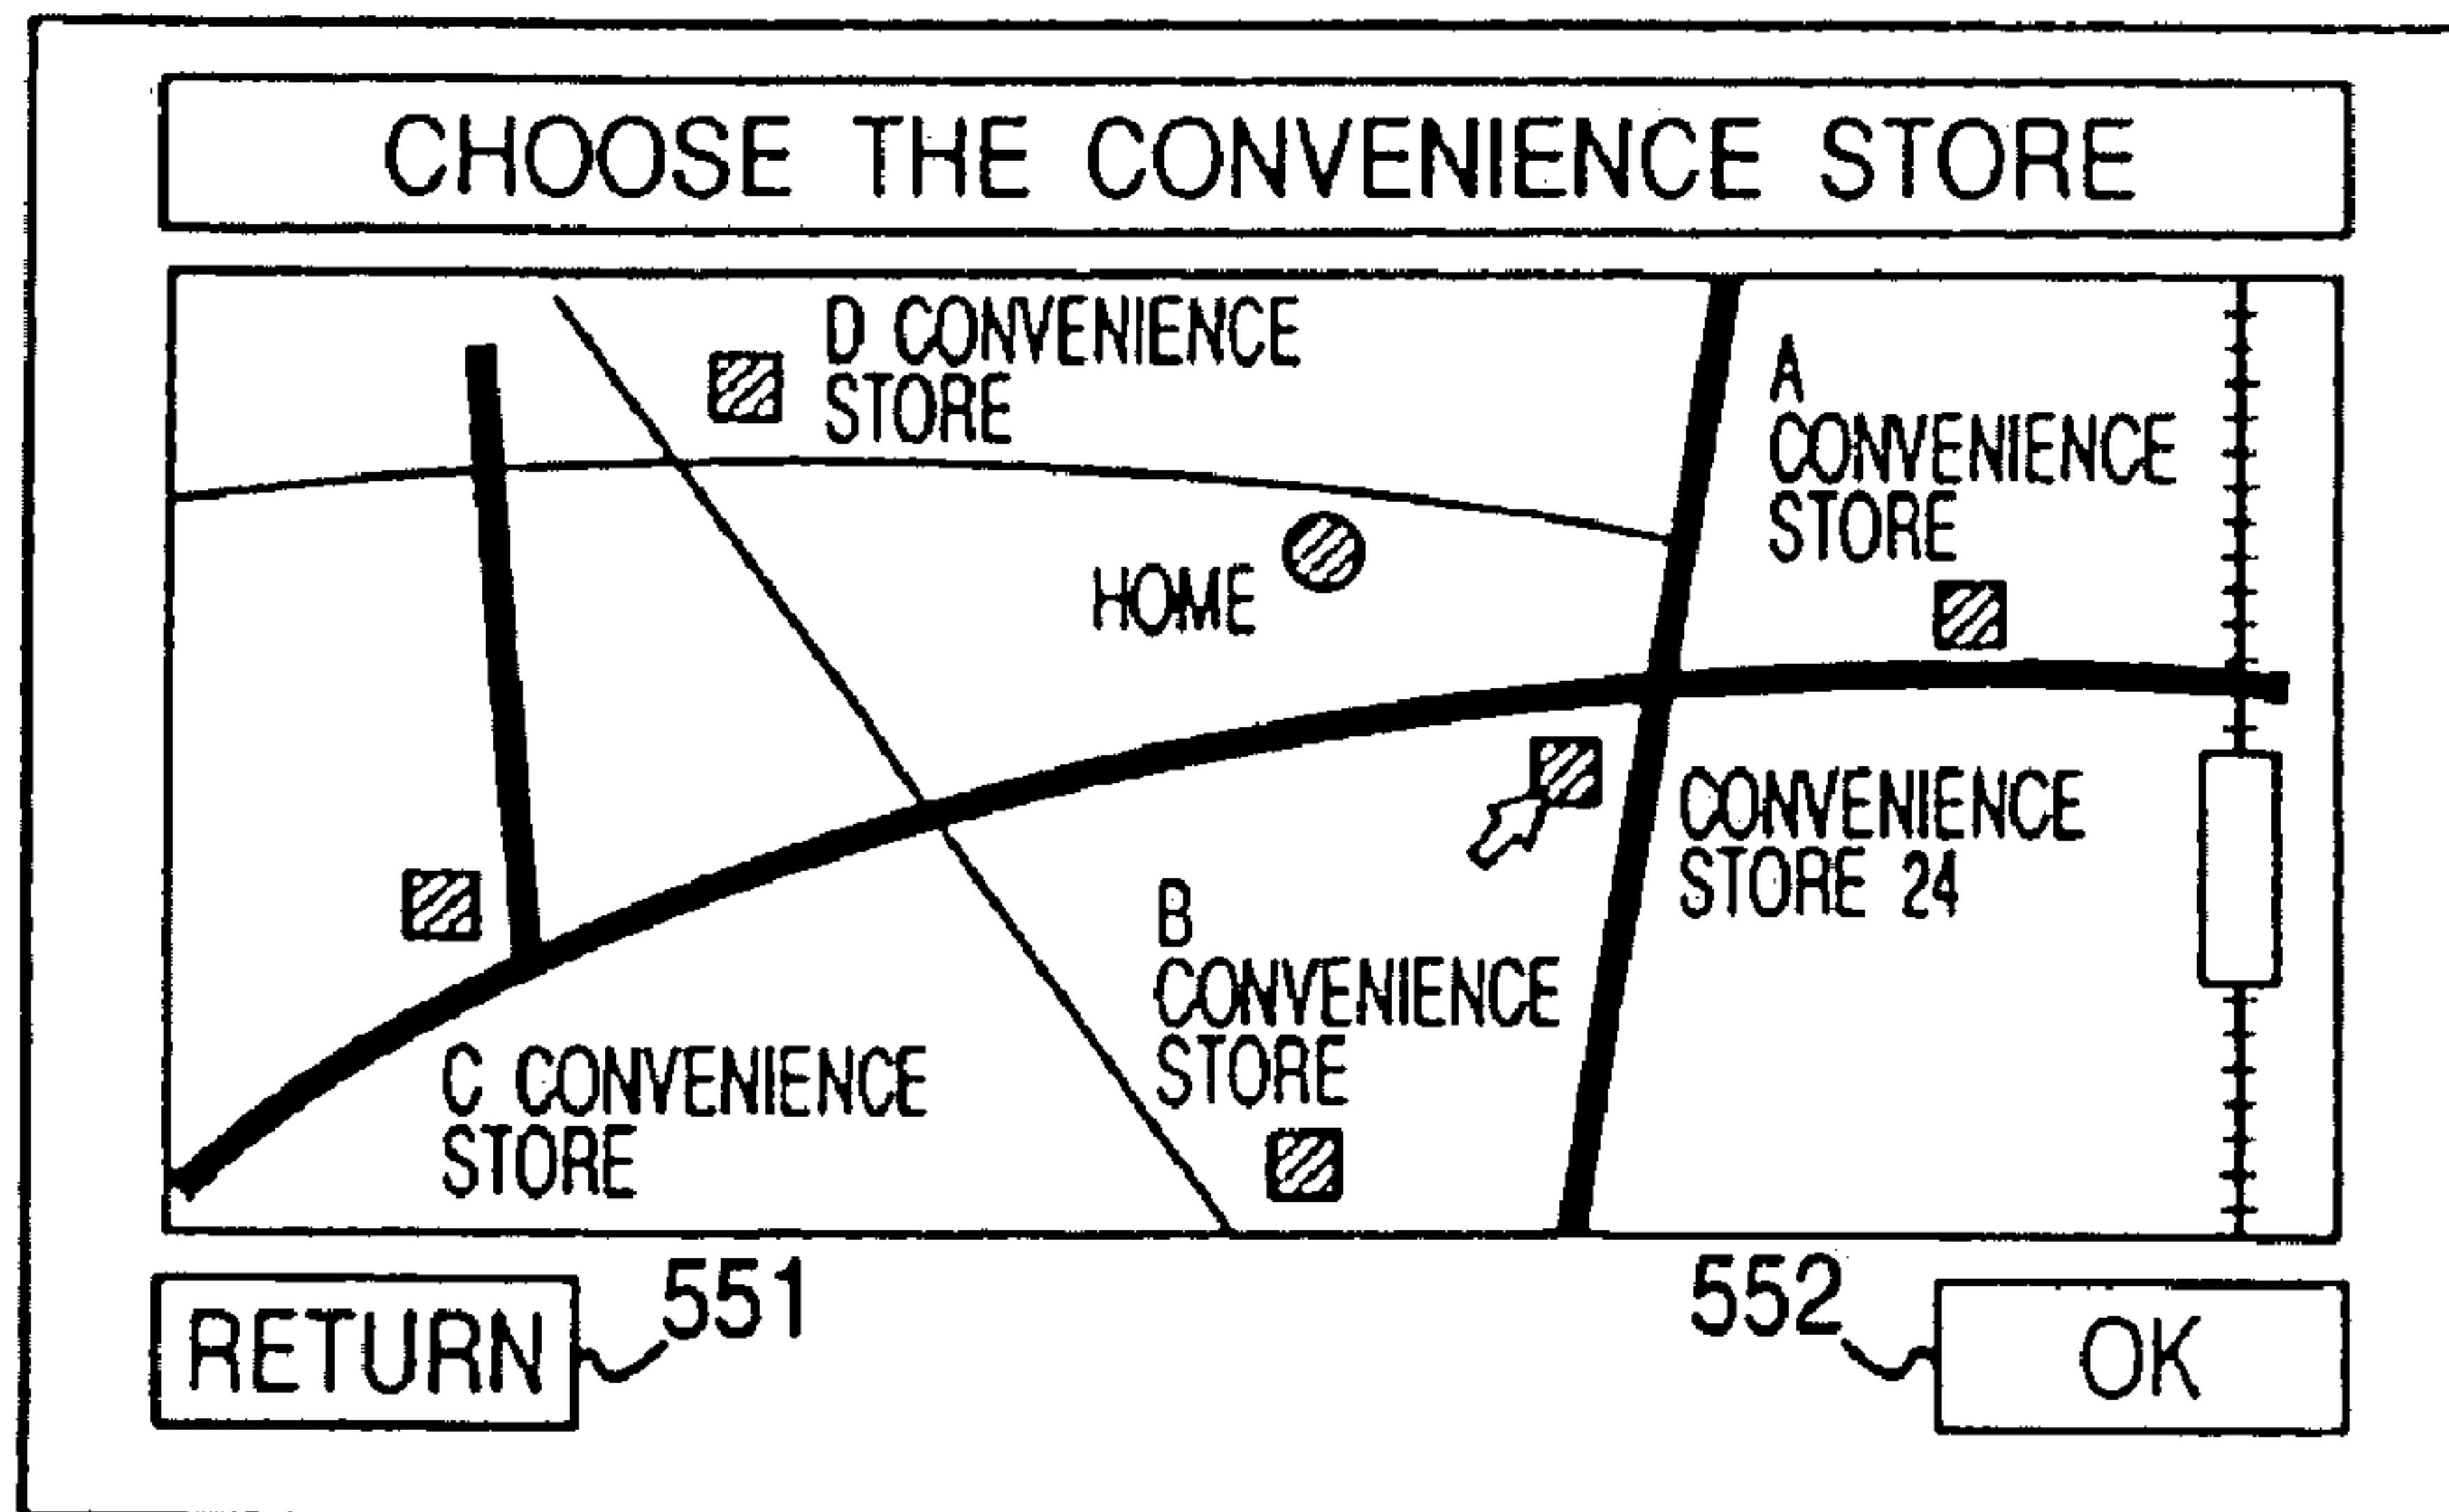 CHOOSE THE CONVENIENCE STORE
D CONVENIENCE
STORE
A
CONVENIENCE
STORE
HOME
CONVENIENCE
STORE 24
B
CONVENIENCE
STORE
C CONVENIENCE
STORE
551
552
RETURN
OK